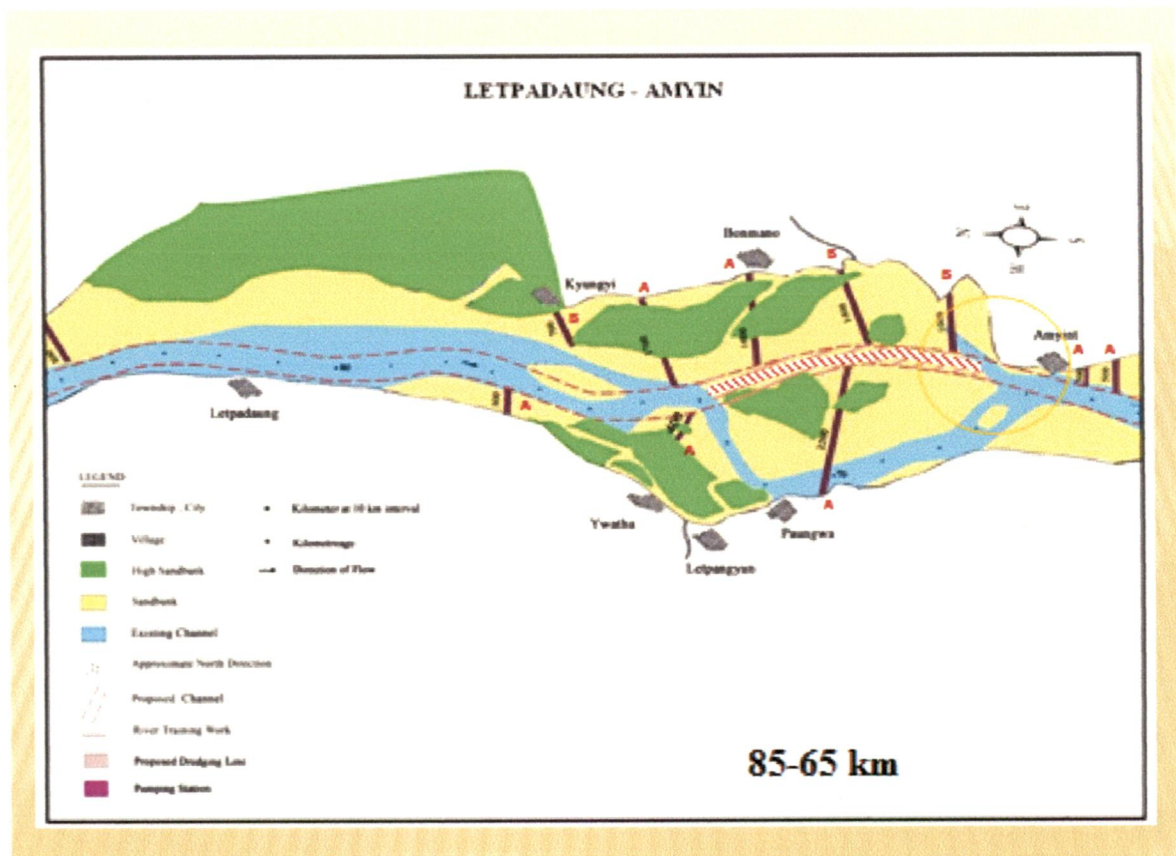 LETPADAUNG - AMYIN
Bonmano
A
S
Kyungyi
A
S
S
Amyint
A A
Letpadaung
A
A
A
Ywatha
Paungwa
Letpangyun
LEGEND
Township , City
Village
High Sandbank
Sandbank
Existing Channel
Approximate North Direction
Proposed Channel
River Training Work
Proposed Dredging Line
Pumping Station
Kilometer at 10 km interval
Kilometreage
Direction of Flow
85-65 km